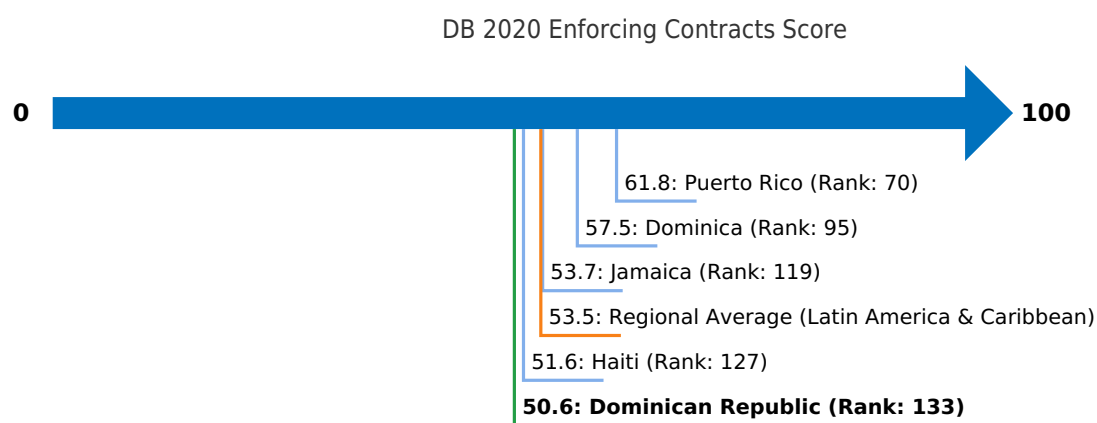 DB 2020 Enforcing Contracts Score
0
100
61.8: Puerto Rico (Rank: 70)
57.5: Dominica (Rank: 95)
53.7: Jamaica (Rank: 119)
53.5: Regional Average (Latin America & Caribbean)
51.6: Haiti (Rank: 127)
50.6: Dominican Republic (Rank: 133)